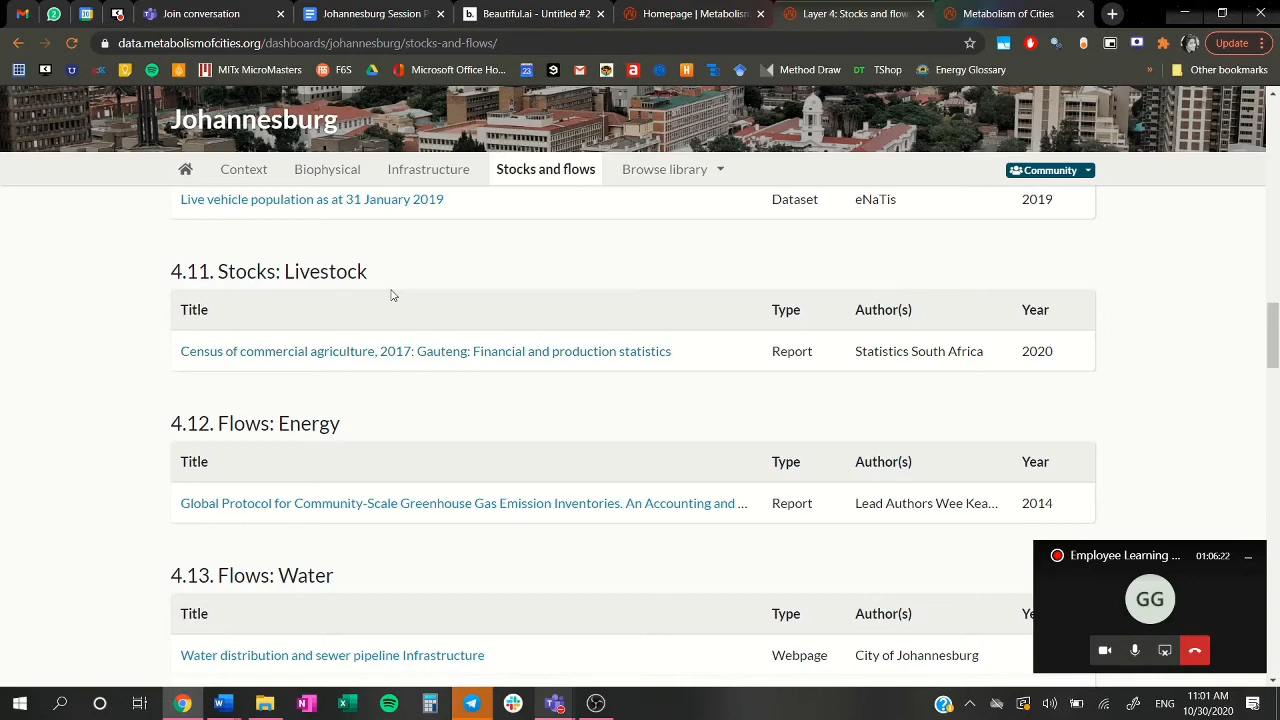 Join conversation
Johannesburg Session P
Beautiful.ai - Untitled #2
Homepage | Metabolism
Layer 4: Stocks and flow
Metabolism of Cities
data.metabolismofcities.org/dashboards/johannesburg/stocks-and-flows/
Update
MITx MicroMasters
F6S
Microsoft Office Ho...
Method Draw
TShop
Energy Glossary
Other bookmarks
Johannesburg
Context
Biophysical
Infrastructure
Stocks and flows
Browse library
Community
Live vehicle population as at 31 January 2019 Dataset eNaTis 2019
4.11. Stocks: Livestock
Title Type Author(s) Year
Census of commercial agriculture, 2017: Gauteng: Financial and production statistics Report Statistics South Africa 2020
4.12. Flows: Energy
Title Type Author(s) Year
Global Protocol for Community-Scale Greenhouse Gas Emission Inventories. An Accounting and ... Report Lead Authors Wee Kea... 2014
4.13. Flows: Water
Title Type Author(s) Ye
Water distribution and sewer pipeline Infrastructure Webpage City of Johannesburg
Employee Learning ... 01:06:22
GG
ENG
11:01 AM
10/30/2020